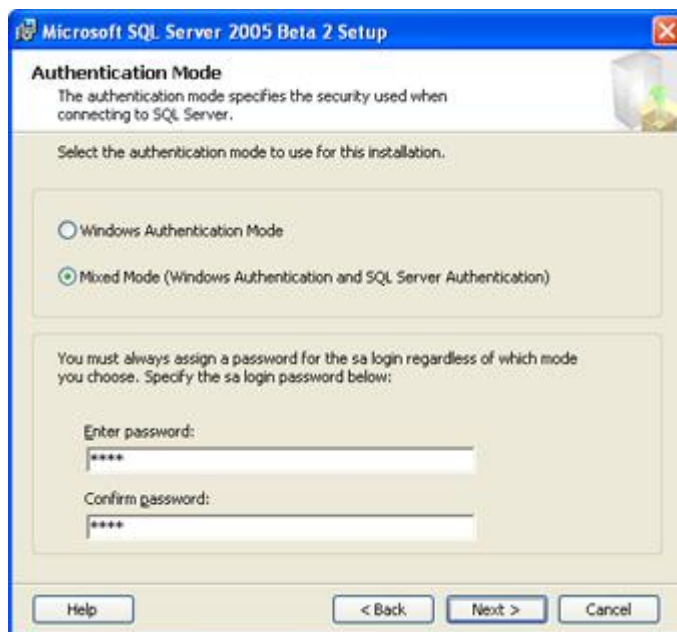 Microsoft SQL Server 2005 Beta 2 Setup
Authentication Mode
The authentication mode specifies the security used when
connecting to SQL Server.
Select the authentication mode to use for this installation.
Windows Authentication Mode
Mixed Mode (Windows Authentication and SQL Server Authentication)
You must always assign a password for the sa login regardless of which mode
you choose. Specify the sa login password below:
Enter password:
****
Confirm password:
****
Help
< Back
Next >
Cancel